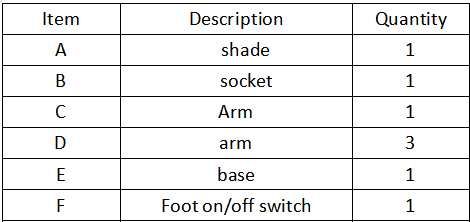 Item Description Quantity
A shade 1
B socket 1
C Arm 1
D arm 3
E base 1
F Foot on/off switch 1